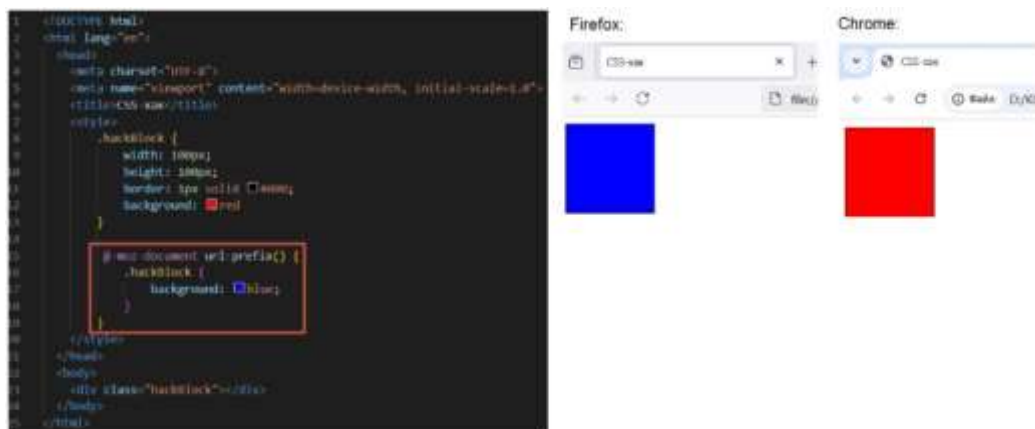 Firefox:
Chrome:
CSS-хак
×
+
CSS-хак
file://
Файл D:/
1 <!DOCTYPE html>
2 <html lang="en">
3 <head>
4 <meta charset="UTF-8">
5 <meta name="viewport" content="width=device-width, initial-scale=1.0">
6 <title>CSS-хак</title>
7 <style>
8 .hackBlock {
9 width: 100px;
10 height: 100px;
11 border: 1px solid #000;
12 background: red
13 }
14
15 @-moz-document url-prefix() {
16 .hackBlock {
17 background: blue;
18 }
19 }
20 </style>
21 </head>
22 <body>
23 <div class="hackBlock"></div>
24 </body>
25 </html>